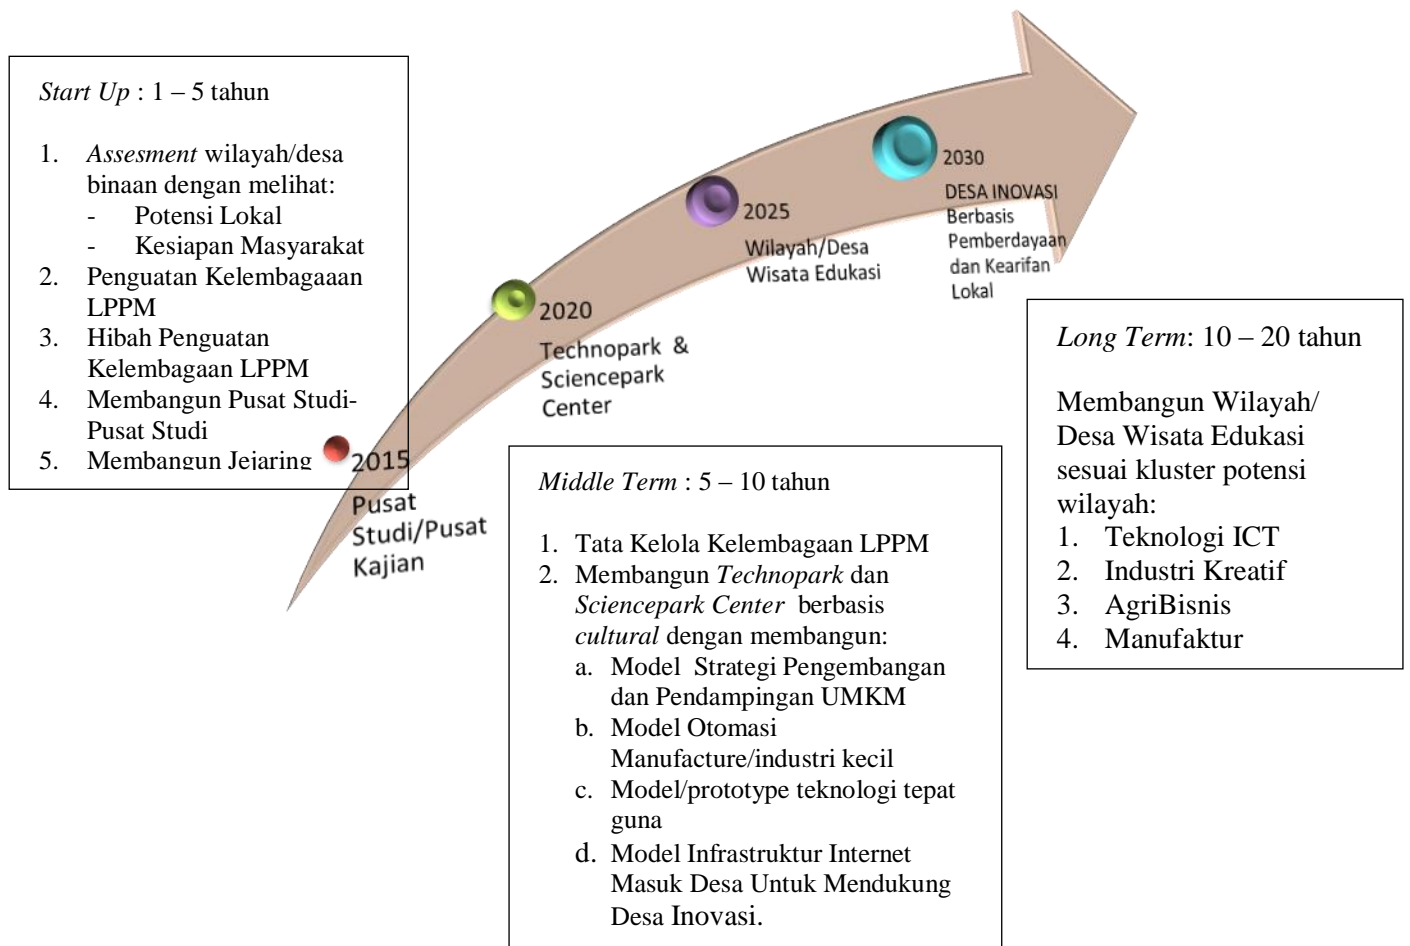 Start Up : 1 – 5 tahun
1. Assesment wilayah/desa
binaan dengan melihat:
- Potensi Lokal
- Kesiapan Masyarakat
2. Penguatan Kelembagaaan
LPPM
3. Hibah Penguatan
Kelembagaan LPPM
4. Membangun Pusat Studi-
Pusat Studi
5. Membangun Jejaring
2015
Pusat
Studi/Pusat
Kajian
2020
Technopark &
Sciencepark
Center
2025
Wilayah/Desa
Wisata Edukasi
2030
DESA INOVASI
Berbasis
Pemberdayaan
dan Kearifan
Lokal
Middle Term : 5 – 10 tahun
1. Tata Kelola Kelembagaan LPPM
2. Membangun Technopark dan
Sciencepark Center berbasis
cultural dengan membangun:
a. Model Strategi Pengembangan
dan Pendampingan UMKM
b. Model Otomasi
Manufacture/industri kecil
c. Model/prototype teknologi tepat
guna
d. Model Infrastruktur Internet
Masuk Desa Untuk Mendukung
Desa Inovasi.
Long Term: 10 – 20 tahun
Membangun Wilayah/
Desa Wisata Edukasi
sesuai kluster potensi
wilayah:
1. Teknologi ICT
2. Industri Kreatif
3. AgriBisnis
4. Manufaktur